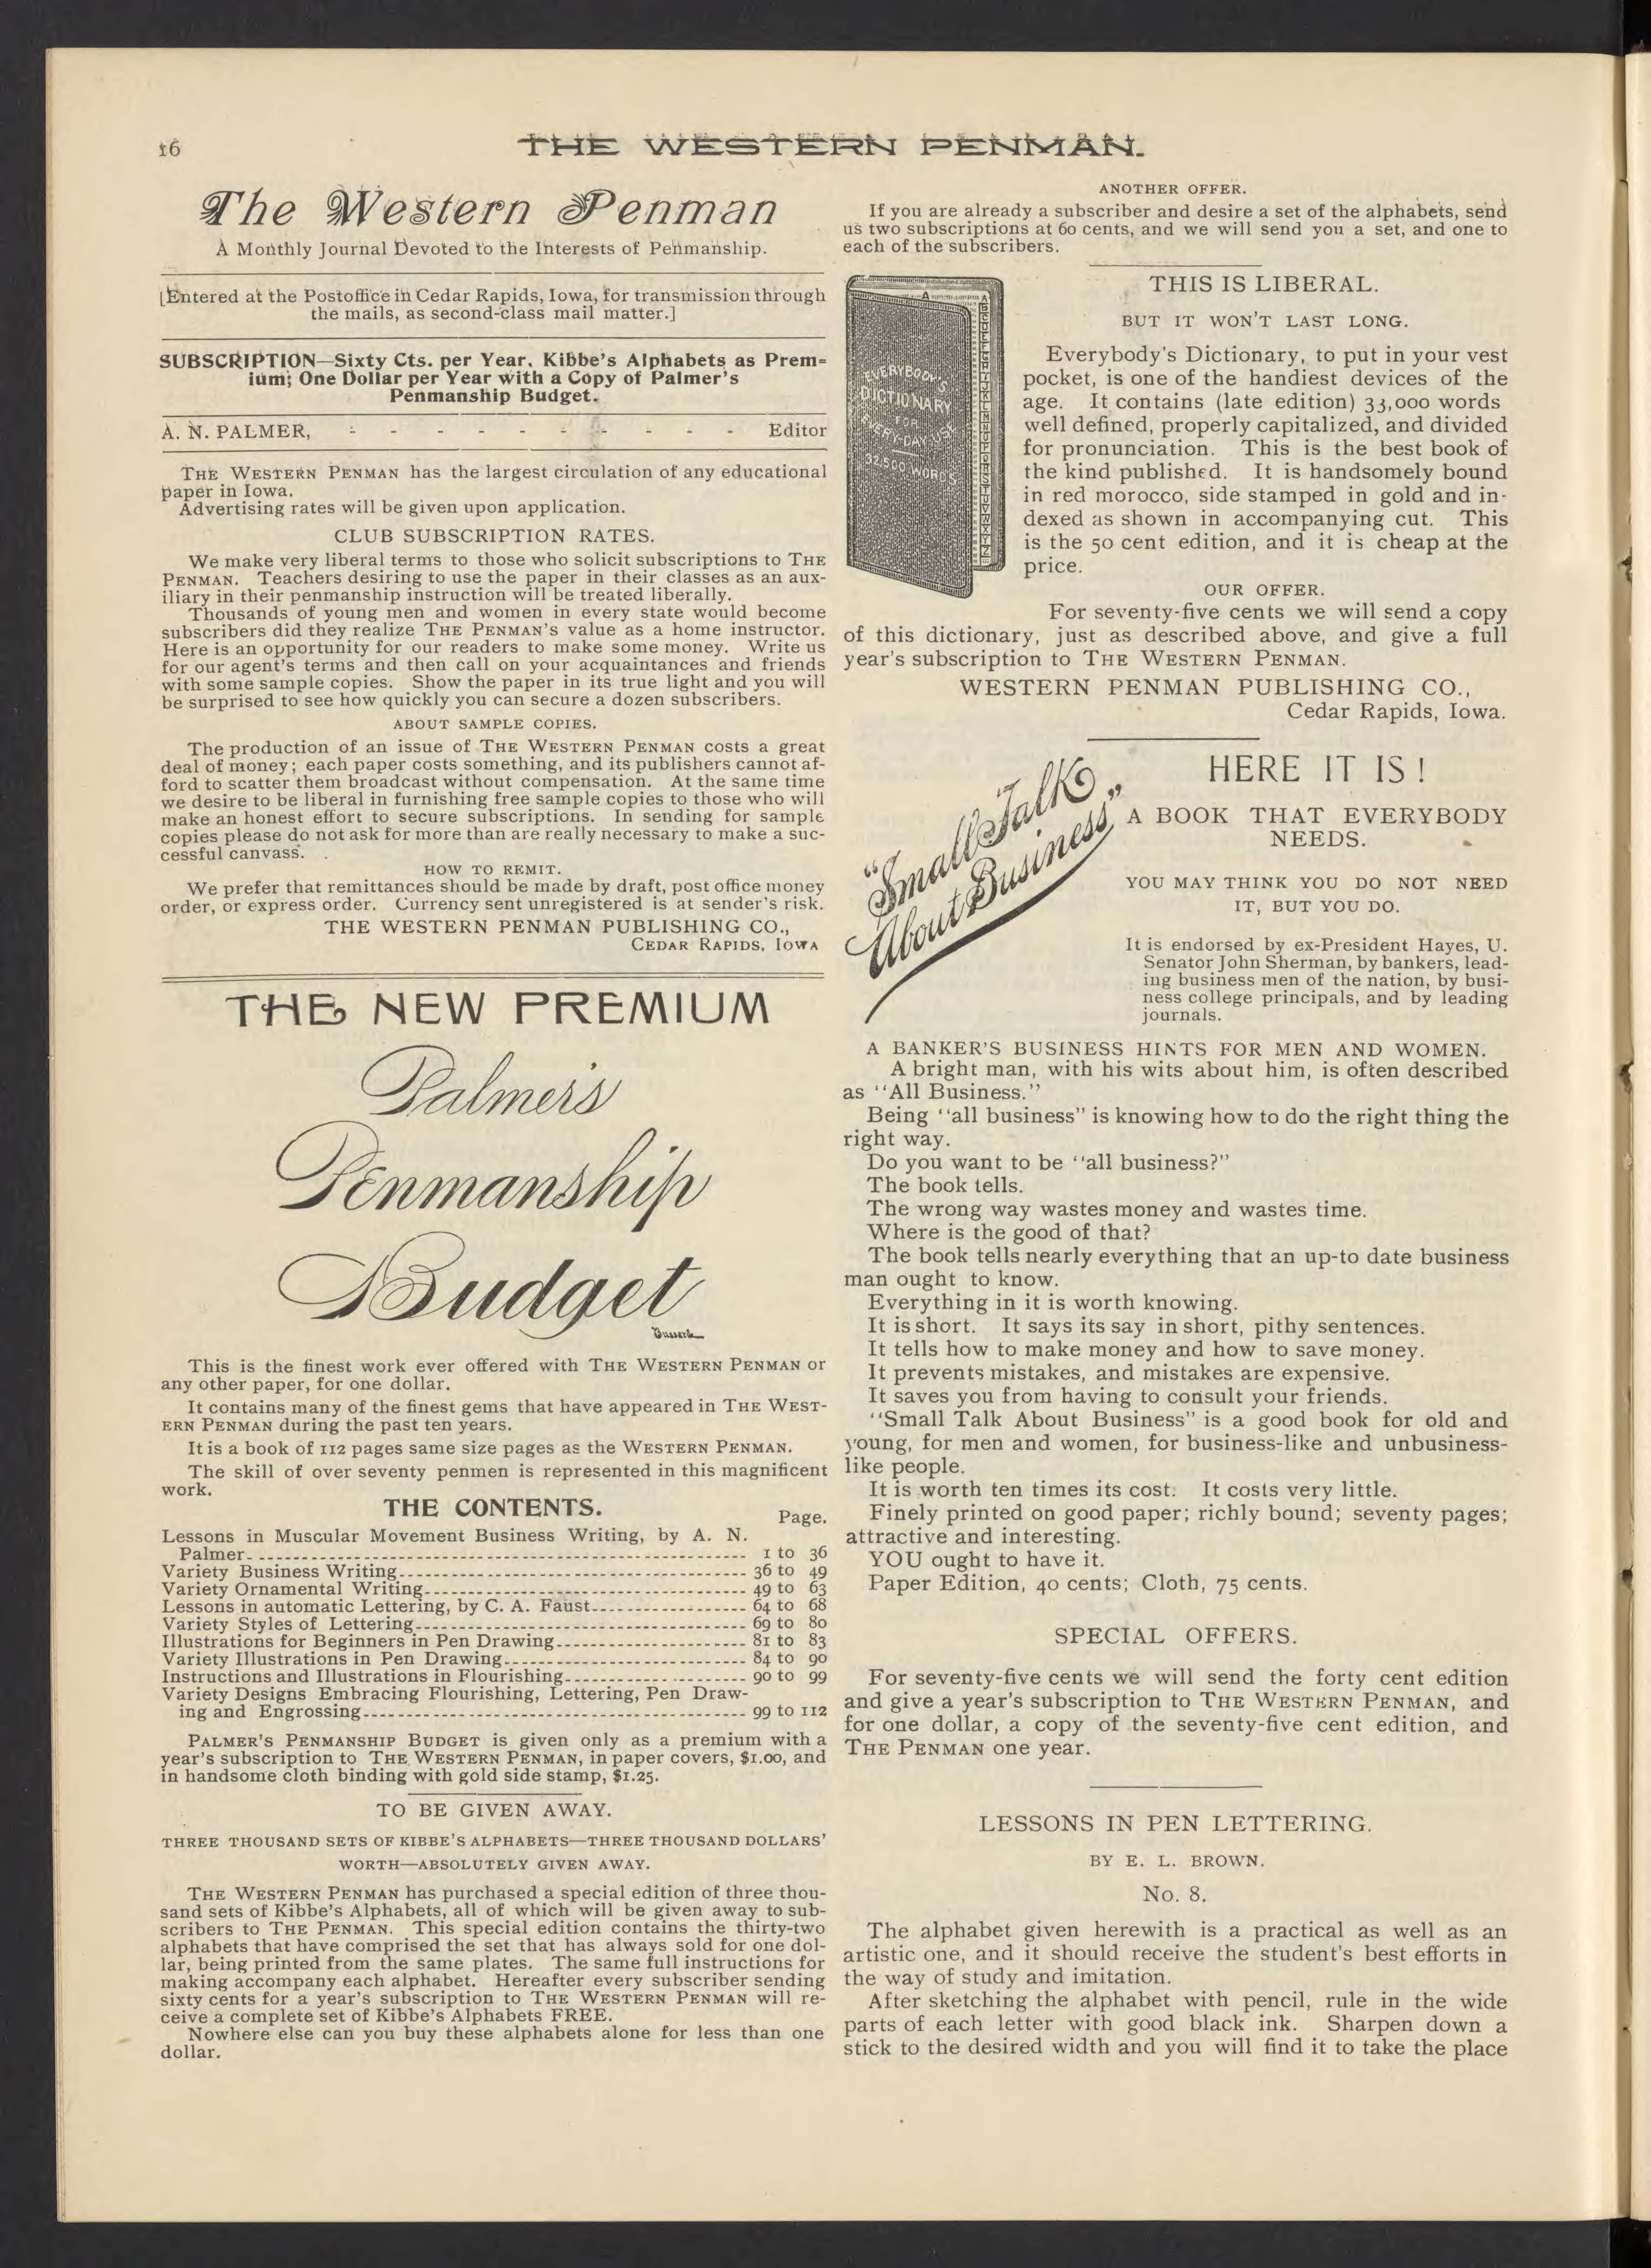 16
THE WESTERN PENMAN.
The Western Penman
A Monthly Journal Devoted to the Interests of Penmanship.
[Entered at the Postoffice in Cedar Rapids, Iowa, for transmission through
the mails, as second-class mail matter.]
SUBSCRIPTION—Sixty Cts. per Year. Kibbe's Alphabets as Prem=
ium; One Dollar per Year with a Copy of Palmer's
Penmanship Budget.
A. N. PALMER, - - - - - - - - - - Editor
THE WESTERN PENMAN has the largest circulation of any educational
paper in Iowa.
Advertising rates will be given upon application.
CLUB SUBSCRIPTION RATES.
We make very liberal terms to those who solicit subscriptions to THE
PENMAN. Teachers desiring to use the paper in their classes as an aux-
iliary in their penmanship instruction will be treated liberally.
Thousands of young men and women in every state would become
subscribers did they realize THE PENMAN'S value as a home instructor.
Here is an opportunity for our readers to make some money. Write us
for our agent's terms and then call on your acquaintances and friends
with some sample copies. Show the paper in its true light and you will
be surprised to see how quickly you can secure a dozen subscribers.
ABOUT SAMPLE COPIES.
The production of an issue of THE WESTERN PENMAN costs a great
deal of money; each paper costs something, and its publishers cannot af-
ford to scatter them broadcast without compensation. At the same time
we desire to be liberal in furnishing free sample copies to those who will
make an honest effort to secure subscriptions. In sending for sample
copies please do not ask for more than are really necessary to make a suc-
cessful canvass.
HOW TO REMIT.
We prefer that remittances should be made by draft, post office money
order, or express order. Currency sent unregistered is at sender's risk.
THE WESTERN PENMAN PUBLISHING CO.,
CEDAR RAPIDS, IOWA
THE NEW PREMIUM
Palmer's
Penmanship
Budget
This is the finest work ever offered with THE WESTERN PENMAN or
any other paper, for one dollar.
It contains many of the finest gems that have appeared in THE WEST-
ERN PENMAN during the past ten years.
It is a book of 112 pages same size pages as the WESTERN PENMAN.
The skill of over seventy penmen is represented in this magnificent
work.
THE CONTENTS.
Page.
Lessons in Muscular Movement Business Writing, by A. N.
Palmer 1 to 36
Variety Business Writing 36 to 49
Variety Ornamental Writing 49 to 63
Lessons in automatic Lettering, by C. A. Faust 64 to 68
Variety Styles of Lettering 69 to 80
Illustrations for Beginners in Pen Drawing 81 to 83
Variety Illustrations in Pen Drawing 84 to 90
Instructions and Illustrations in Flourishing 90 to 99
Variety Designs Embracing Flourishing, Lettering, Pen Draw-
ing and Engrossing 99 to 112
PALMER'S PENMANSHIP BUDGET is given only as a premium with a
year's subscription to THE WESTERN PENMAN, in paper covers, $1.00, and
in handsome cloth binding with gold side stamp, $1.25.
TO BE GIVEN AWAY.
THREE THOUSAND SETS OF KIBBE'S ALPHABETS—THREE THOUSAND DOLLARS'
WORTH—ABSOLUTELY GIVEN AWAY.
THE WESTERN PENMAN has purchased a special edition of three thou-
sand sets of Kibbe's Alphabets, all of which will be given away to sub-
scribers to THE PENMAN. This special edition contains the thirty-two
alphabets that have comprised the set that has always sold for one dol-
lar, being printed from the same plates. The same full instructions for
making accompany each alphabet. Hereafter every subscriber sending
sixty cents for a year's subscription to THE WESTERN PENMAN will re-
ceive a complete set of Kibbe's Alphabets FREE.
Nowhere else can you buy these alphabets alone for less than one
dollar.
ANOTHER OFFER.
If you are already a subscriber and desire a set of the alphabets, send
us two subscriptions at 60 cents, and we will send you a set, and one to
each of the subscribers.
EVERYBODY'S
DICTIONARY
FOR
EVERY-DAY USE
32,500 WORDS
THIS IS LIBERAL.
BUT IT WON'T LAST LONG.
Everybody's Dictionary, to put in your vest
pocket, is one of the handiest devices of the
age. It contains (late edition) 33,000 words
well defined, properly capitalized, and divided
for pronunciation. This is the best book of
the kind published. It is handsomely bound
in red morocco, side stamped in gold and in-
dexed as shown in accompanying cut. This
is the 50 cent edition, and it is cheap at the
price.
OUR OFFER.
For seventy-five cents we will send a copy
of this dictionary, just as described above, and give a full
year's subscription to THE WESTERN PENMAN.
WESTERN PENMAN PUBLISHING CO.,
Cedar Rapids, Iowa.
"Small Talk
About Business"
HERE IT IS!
A BOOK THAT EVERYBODY
NEEDS.
YOU MAY THINK YOU DO NOT NEED
IT, BUT YOU DO.
It is endorsed by ex-President Hayes, U.
Senator John Sherman, by bankers, lead-
ing business men of the nation, by busi-
ness college principals, and by leading
journals.
A BANKER'S BUSINESS HINTS FOR MEN AND WOMEN.
A bright man, with his wits about him, is often described
as "All Business."
Being "all business" is knowing how to do the right thing the
right way.
Do you want to be "all business?"
The book tells.
The wrong way wastes money and wastes time.
Where is the good of that?
The book tells nearly everything that an up-to date business
man ought to know.
Everything in it is worth knowing.
It is short. It says its say in short, pithy sentences.
It tells how to make money and how to save money.
It prevents mistakes, and mistakes are expensive.
It saves you from having to consult your friends.
"Small Talk About Business" is a good book for old and
young, for men and women, for business-like and unbusiness-
like people.
It is worth ten times its cost. It costs very little.
Finely printed on good paper; richly bound; seventy pages;
attractive and interesting.
YOU ought to have it.
Paper Edition, 40 cents; Cloth, 75 cents.
SPECIAL OFFERS.
For seventy-five cents we will send the forty cent edition
and give a year's subscription to THE WESTERN PENMAN, and
for one dollar, a copy of the seventy-five cent edition, and
THE PENMAN one year.
LESSONS IN PEN LETTERING.
BY E. L. BROWN.
No. 8.
The alphabet given herewith is a practical as well as an
artistic one, and it should receive the student's best efforts in
the way of study and imitation.
After sketching the alphabet with pencil, rule in the wide
parts of each letter with good black ink. Sharpen down a
stick to the desired width and you will find it to take the place